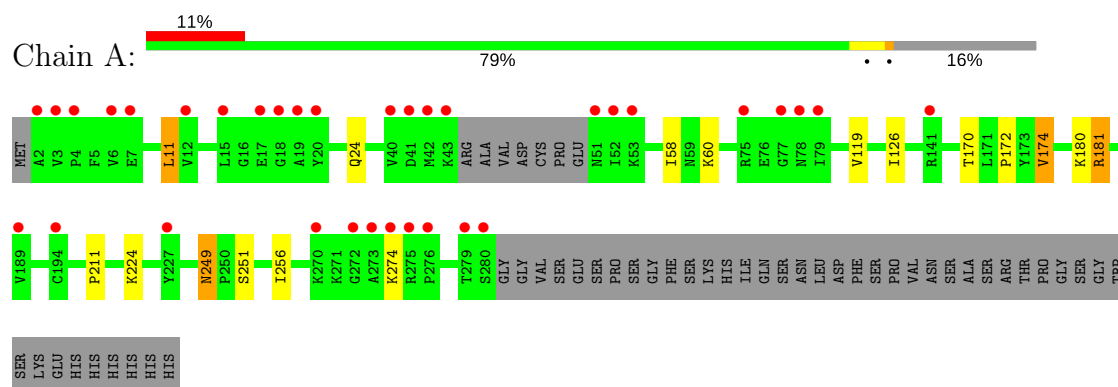 11%
Chain A:
79%
16%
MET A2 V3 P4 F5 V6 E7 L11 V12 L15 G16 E17 G18 A19 Y20 Q24 V40 D41 M42 K43 ARG ALA VAL ASP CYS PRO GLU N51 I52 K53 I58 N59 K60 R75 E76 G77 N78 I79 V119 I126 R141 T170 L171 P172 Y173 V174 K180 R181
V189 C194 P211 K224 Y227 N249 P250 S251 I256 K270 K271 G272 A273 K274 R275 P276 T279 S280 GLY GLY VAL SER GLU SER PRO SER GLY PHE SER LYS HIS ILE GLN SER ASN LEU ASP PHE SER PRO VAL ASN SER ALA SER ARG THR PRO GLY SER GLY TRP
SER LYS GLU HIS HIS HIS HIS HIS HIS